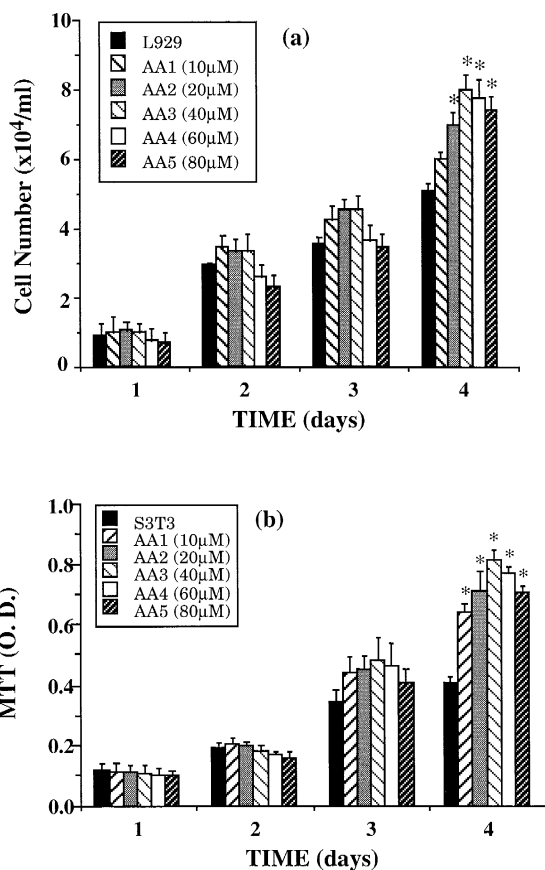 (a)
L929
AA1 (10μM)
AA2 (20μM)
AA3 (40μM)
AA4 (60μM)
AA5 (80μM)
Cell Number (x10⁴/ml)
10
8
6
4
2
0
* * * *
1 2 3 4
TIME (days)
(b)
S3T3
AA1 (10μM)
AA2 (20μM)
AA3 (40μM)
AA4 (60μM)
AA5 (80μM)
MTT (O. D.)
1.0
0.8
0.6
0.4
0.2
0.0
* * * * *
1 2 3 4
TIME (days)